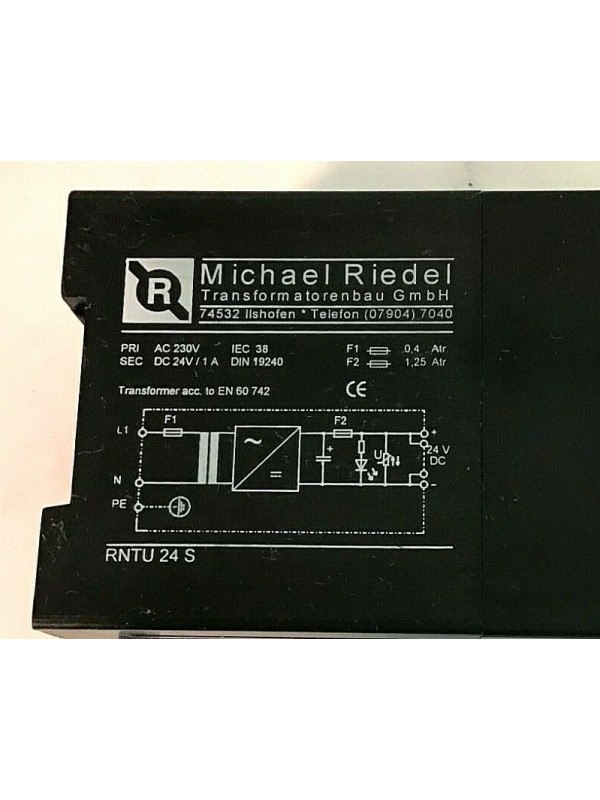 R
Michael Riedel
Transformatorenbau GmbH
74532 Ilshofen * Telefon (07904) 7040
PRI AC 230V IEC 38 F1 0,4 Atr
SEC DC 24V / 1 A DIN 19240 F2 1,25 Atr
Transformer acc. to EN 60 742 CE
F1 F2
L1 ~ + + U 24 V
DC
N = -
PE
RNTU 24 S